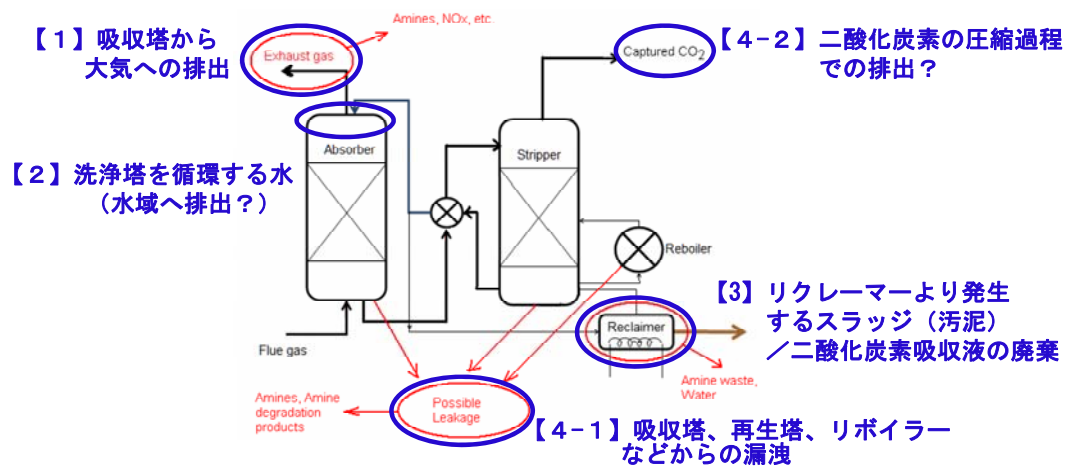 【１】吸収塔から
大気への排出
Exhaust gas
Amines, NOx, etc.
Captured CO2
【４−２】二酸化炭素の圧縮過程
での排出？
Absorber
Stripper
【２】洗浄塔を循環する水
（水域へ排出？）
Reboiler
【3】リクレーマーより発生
するスラッジ（汚泥）
／二酸化炭素吸収液の廃棄
Reclaimer
Flue gas
Amine waste,
Water
Amines, Amine
degradation
products
Possible
Leakage
【４−１】吸収塔、再生塔、リボイラー
などからの漏洩